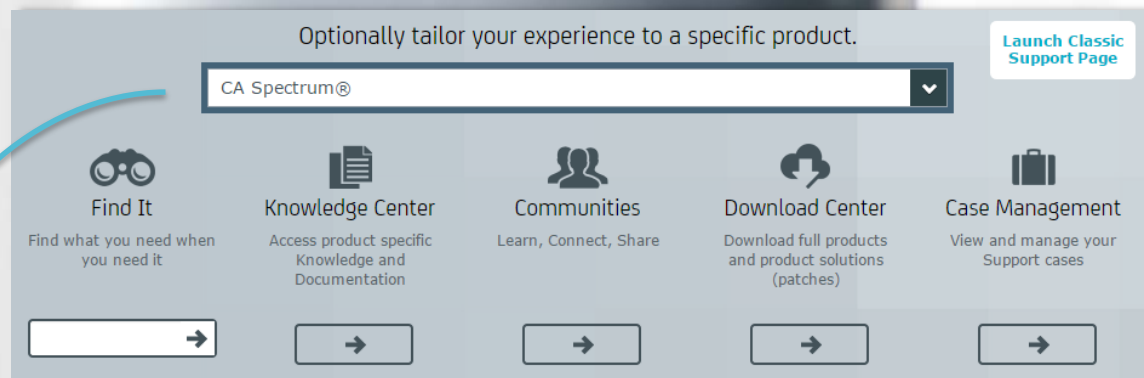 Optionally tailor your experience to a specific product.
Launch Classic
Support Page
CA Spectrum®
Find It
Find what you need when
you need it
Knowledge Center
Access product specific
Knowledge and
Documentation
Communities
Learn, Connect, Share
Download Center
Download full products
and product solutions
(patches)
Case Management
View and manage your
Support cases